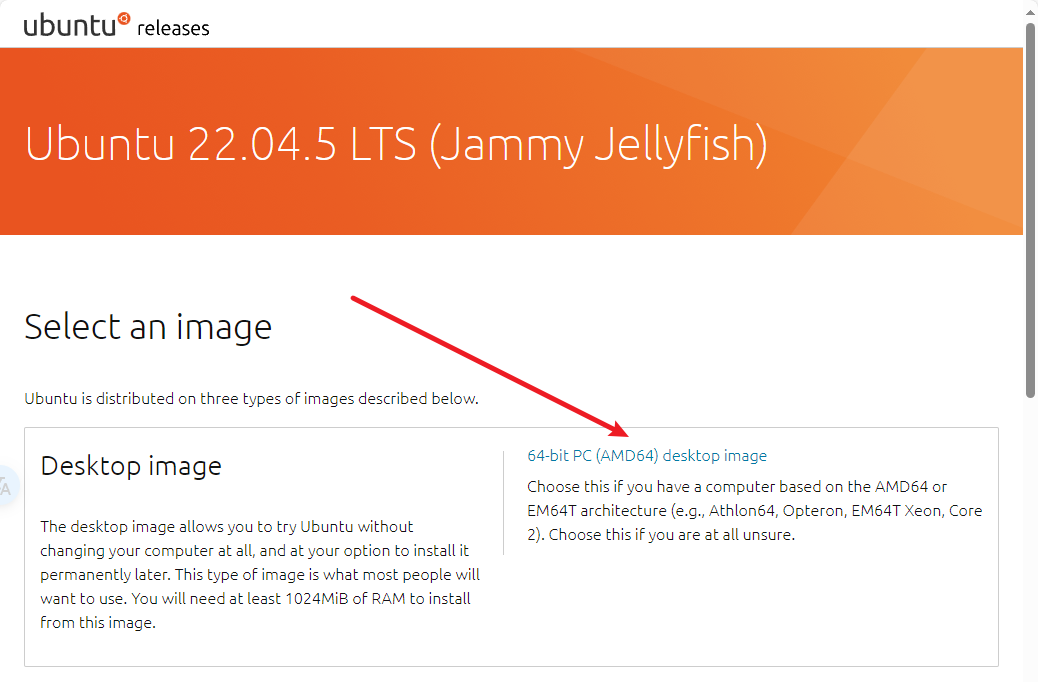 ubuntu releases
Ubuntu 22.04.5 LTS (Jammy Jellyfish)
Select an image
Ubuntu is distributed on three types of images described below.
Desktop image
The desktop image allows you to try Ubuntu without
changing your computer at all, and at your option to install it
permanently later. This type of image is what most people will
want to use. You will need at least 1024MiB of RAM to install
from this image.
64-bit PC (AMD64) desktop image
Choose this if you have a computer based on the AMD64 or
EM64T architecture (e.g., Athlon64, Opteron, EM64T Xeon, Core
2). Choose this if you are at all unsure.